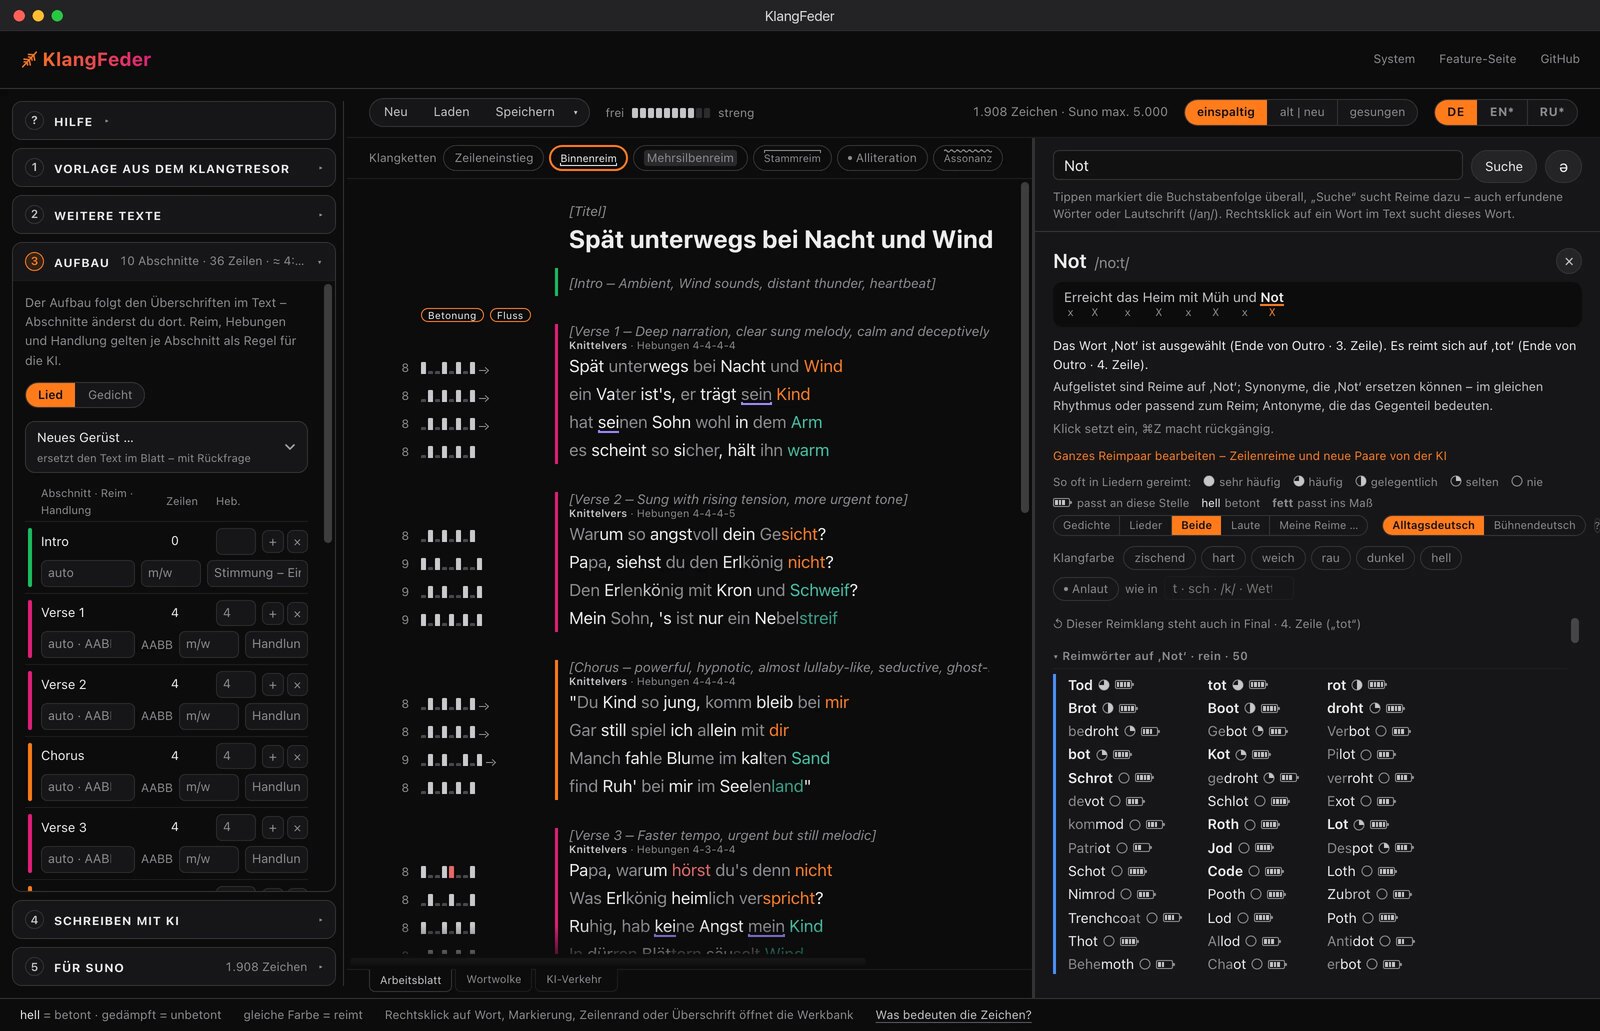 KlangFeder
KlangFeder
System Feature-Seite GitHub
? HILFE
1 VORLAGE AUS DEM KLANGTRESOR
2 WEITERE TEXTE
3 AUFBAU 10 Abschnitte · 36 Zeilen · ≈ 4:...
Der Aufbau folgt den Überschriften im Text –
Abschnitte änderst du dort. Reim, Hebungen
und Handlung gelten je Abschnitt als Regel für
die KI.
Lied Gedicht
Neues Gerüst ...
ersetzt den Text im Blatt – mit Rückfrage
Abschnitt · Reim · Handlung Zeilen Heb.
Intro 0 + ×
auto m/w Stimmung – Eir
Verse 1 4 4 + ×
auto · AABI AABB m/w Handlun
Verse 2 4 4 + ×
auto · AABI AABB m/w Handlun
Chorus 4 4 + ×
auto · AABI AABB m/w Handlun
Verse 3 4 4 + ×
auto · AABI AABB m/w Handlun
4 SCHREIBEN MIT KI
5 FÜR SUNO 1.908 Zeichen
Neu Laden Speichern frei streng 1.908 Zeichen · Suno max. 5.000 einspaltig alt | neu gesungen DE EN* RU*
Klangketten Zeileneinstieg Binnenreim Mehrsilbenreim Stammreim • Alliteration Assonanz
[Titel]
Spät unterwegs bei Nacht und Wind
[Intro – Ambient, Wind sounds, distant thunder, heartbeat]
Betonung Fluss
[Verse 1 – Deep narration, clear sung melody, calm and deceptively
Knittelvers · Hebungen 4-4-4-4
8 Spät unterwegs bei Nacht und Wind
8 ein Vater ist's, er trägt sein Kind
8 hat seinen Sohn wohl in dem Arm
8 es scheint so sicher, hält ihn warm
[Verse 2 – Sung with rising tension, more urgent tone]
Knittelvers · Hebungen 4-4-4-5
8 Warum so angstvoll dein Gesicht?
9 Papa, siehst du den Erlkönig nicht?
9 Den Erlenkönig mit Kron und Schweif?
9 Mein Sohn, 's ist nur ein Nebelstreif
[Chorus – powerful, hypnotic, almost lullaby-like, seductive, ghost-
Knittelvers · Hebungen 4-4-4-4
8 "Du Kind so jung, komm bleib bei mir
8 Gar still spiel ich allein mit dir
9 Manch fahle Blume im kalten Sand
8 find Ruh' bei mir im Seelenland"
[Verse 3 – Faster tempo, urgent but still melodic]
Knittelvers · Hebungen 4-3-4-4
8 Papa, warum hörst du's denn nicht
8 Was Erlkönig heimlich verspricht?
8 Ruhig, hab keine Angst mein Kind
8 In dürren Blättern säuselt Wind
Arbeitsblatt Wortwolke KI-Verkehr
Not Suche ə
Tippen markiert die Buchstabenfolge überall, „Suche“ sucht Reime dazu – auch erfundene
Wörter oder Lautschrift (/aŋ/). Rechtsklick auf ein Wort im Text sucht dieses Wort.
Not /noːt/ ×
Erreicht das Heim mit Müh und Not
x X x X x X x X
Das Wort ‚Not‘ ist ausgewählt (Ende von Outro · 3. Zeile). Es reimt sich auf ‚tot‘ (Ende von
Outro · 4. Zeile).
Aufgelistet sind Reime auf ‚Not‘; Synonyme, die ‚Not‘ ersetzen können – im gleichen
Rhythmus oder passend zum Reim; Antonyme, die das Gegenteil bedeuten.
Klick setzt ein, ⌘Z macht rückgängig.
Ganzes Reimpaar bearbeiten – Zeilenreime und neue Paare von der KI
So oft in Liedern gereimt: sehr häufig häufig gelegentlich selten nie
passt an diese Stelle hell betont fett passt ins Maß
Gedichte Lieder Beide Laute Meine Reime ... Alltagsdeutsch Bühnendeutsch ?
Klangfarbe zischend hart weich rau dunkel hell
• Anlaut wie in t · sch · /k/ · Wett
Dieser Reimklang steht auch in Final · 4. Zeile („tot“)
Reimwörter auf ‚Not‘ · rein · 50
Tod tot rot
Brot Boot droht
bedroht Gebot Verbot
bot Kot Pilot
Schrot gedroht verroht
devot Schlot Exot
kommod Roth Lot
Patriot Jod Despot
Schot Code Loth
Nimrod Pooth Zubrot
Trenchcoat Lod Poth
Thot Allod Antidot
Behemoth Chaot erbot
hell = betont · gedämpft = unbetont gleiche Farbe = reimt Rechtsklick auf Wort, Markierung, Zeilenrand oder Überschrift öffnet die Werkbank Was bedeuten die Zeichen?